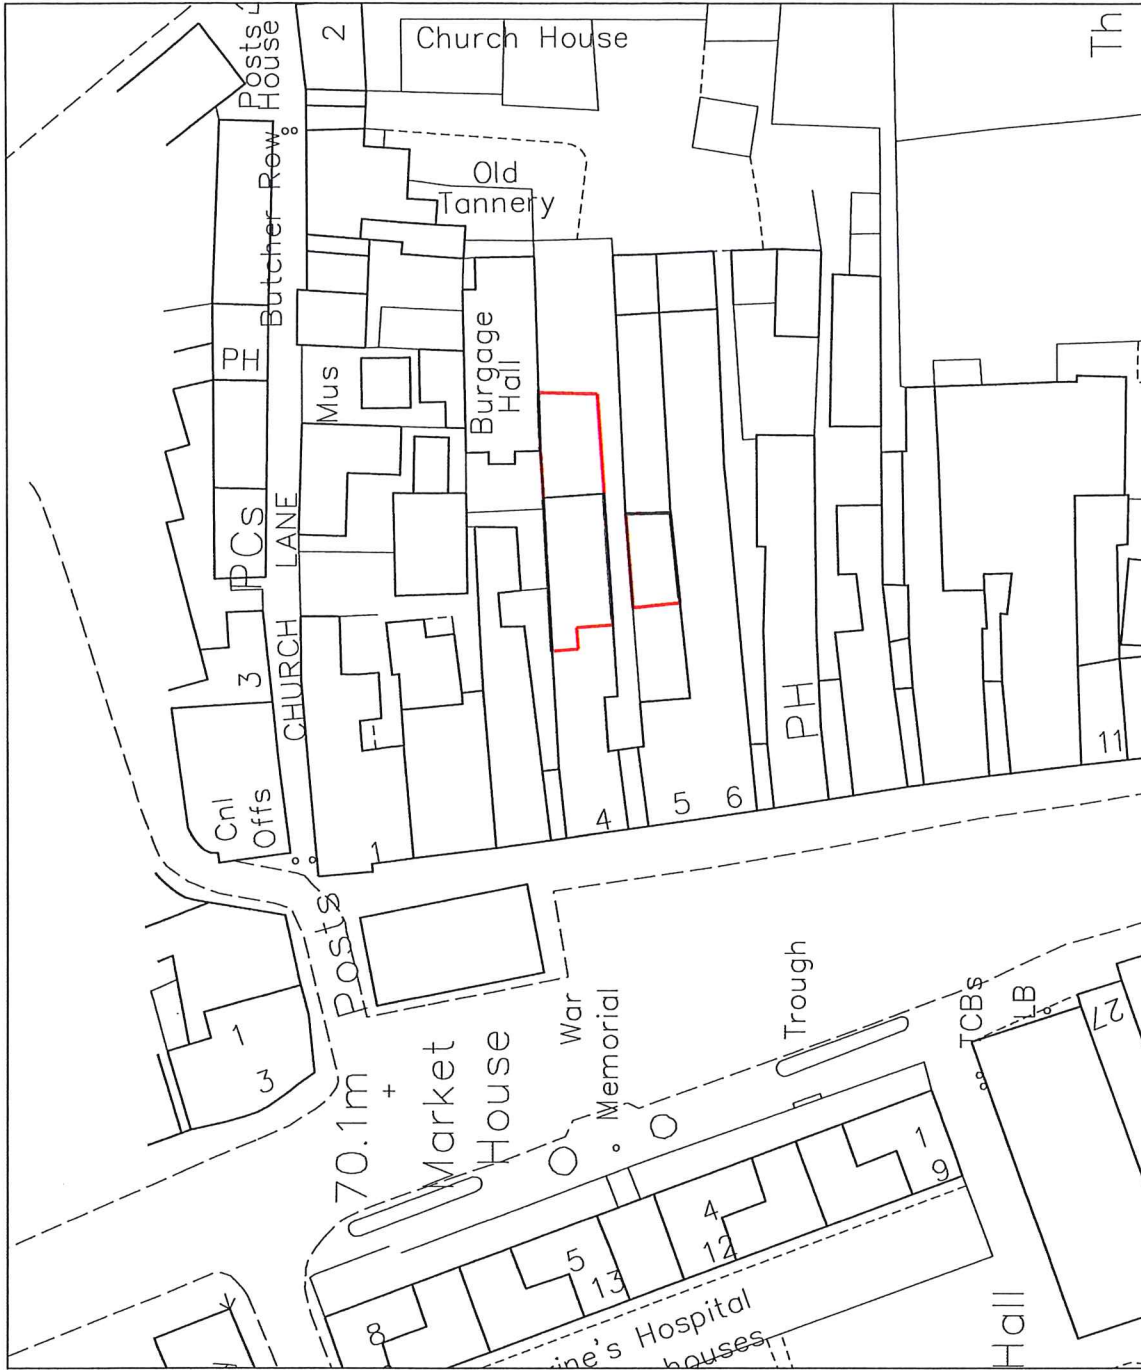 Posts
House
2
Church House
Th
Butcher Row
Old
Tannery
PH
Mus
Burgage
Hall
PCs
CHURCH LANE
3
Cnl
Offs
1
4
5
6
PH
11
Posts
1
3
70.1m
+
Market
House
War
Memorial
Trough
TCBs
LB
27
1
9
4
12
5
13
8
ine's Hospital
houses
Hall